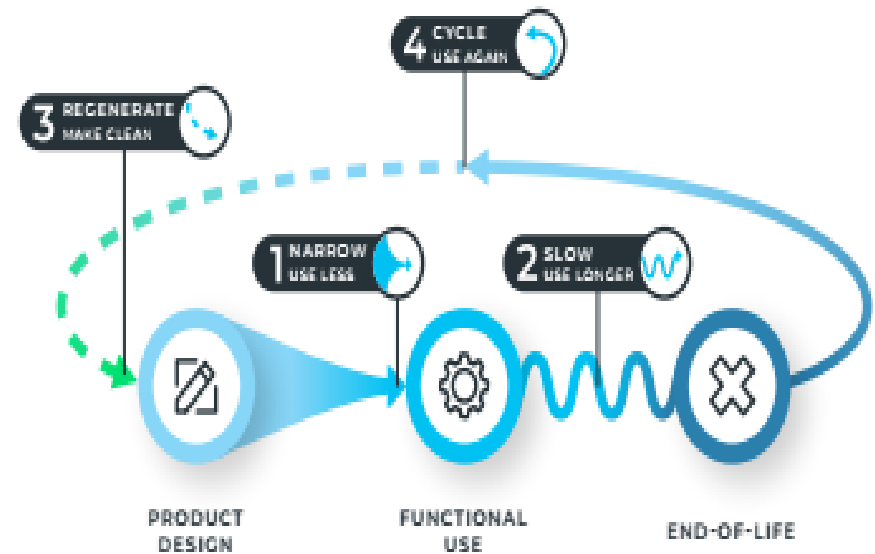 4 CYCLE
USE AGAIN
3 REGENERATE
MAKE CLEAN
1 NARROW
USE LESS
2 SLOW
USE LONGER
PRODUCT
DESIGN
FUNCTIONAL
USE
END-OF-LIFE